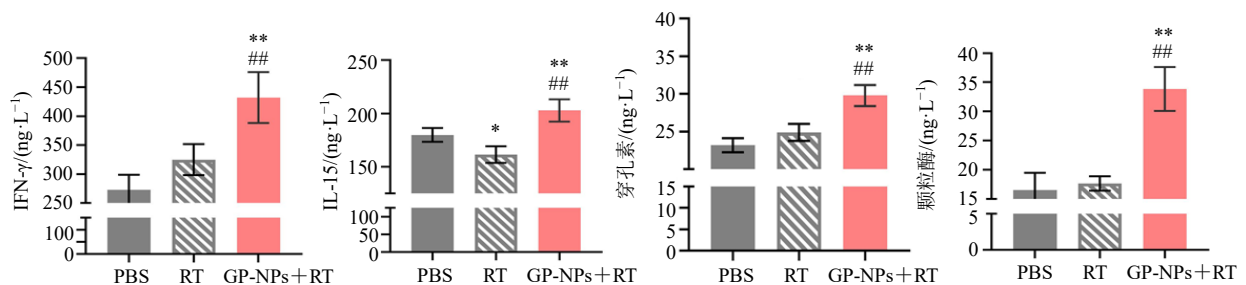 IFN-γ/(ng·L⁻¹)
500
450
400
350
300
250
100
0
**
##
PBS
RT
GP-NPs+RT
IL-15/(ng·L⁻¹)
250
200
150
100
50
0
*
**
##
PBS
RT
GP-NPs+RT
穿孔素/(ng·L⁻¹)
40
35
30
25
15
10
5
0
**
##
PBS
RT
GP-NPs+RT
颗粒酶/(ng·L⁻¹)
40
35
30
25
20
15
5
0
**
##
PBS
RT
GP-NPs+RT